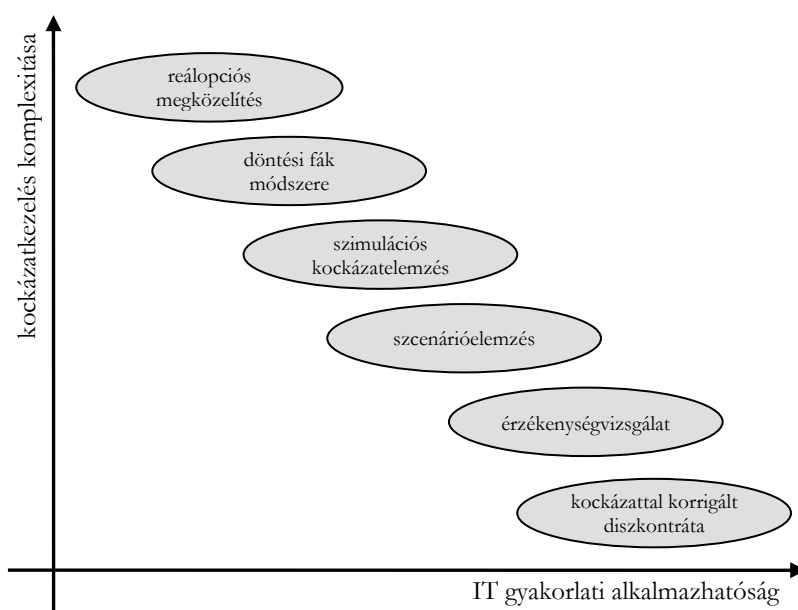 kockázatkezelés komplexitása
reálopciós
megközelítés
döntési fák
módszere
szimulációs
kockázatelemzés
szcenárióelemzés
érzékenységvizsgálat
kockázattal korrigált
diszkontráta
IT gyakorlati alkalmazhatóság